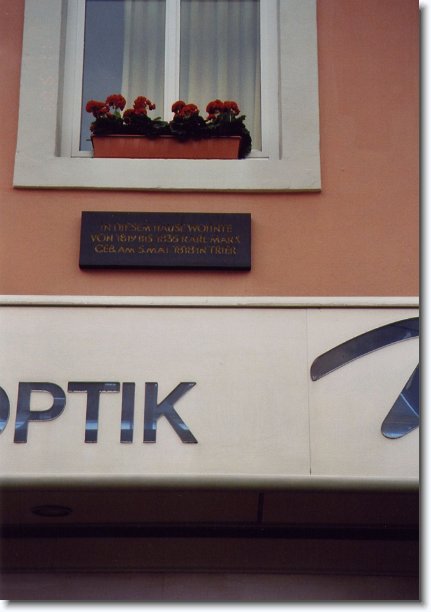 IN DIESEM HAUSE WOHNTE
VON 1819 BIS 1835 KARL MARX
GEB. AM 5. MAI 1818 IN TRIER
OPTIK